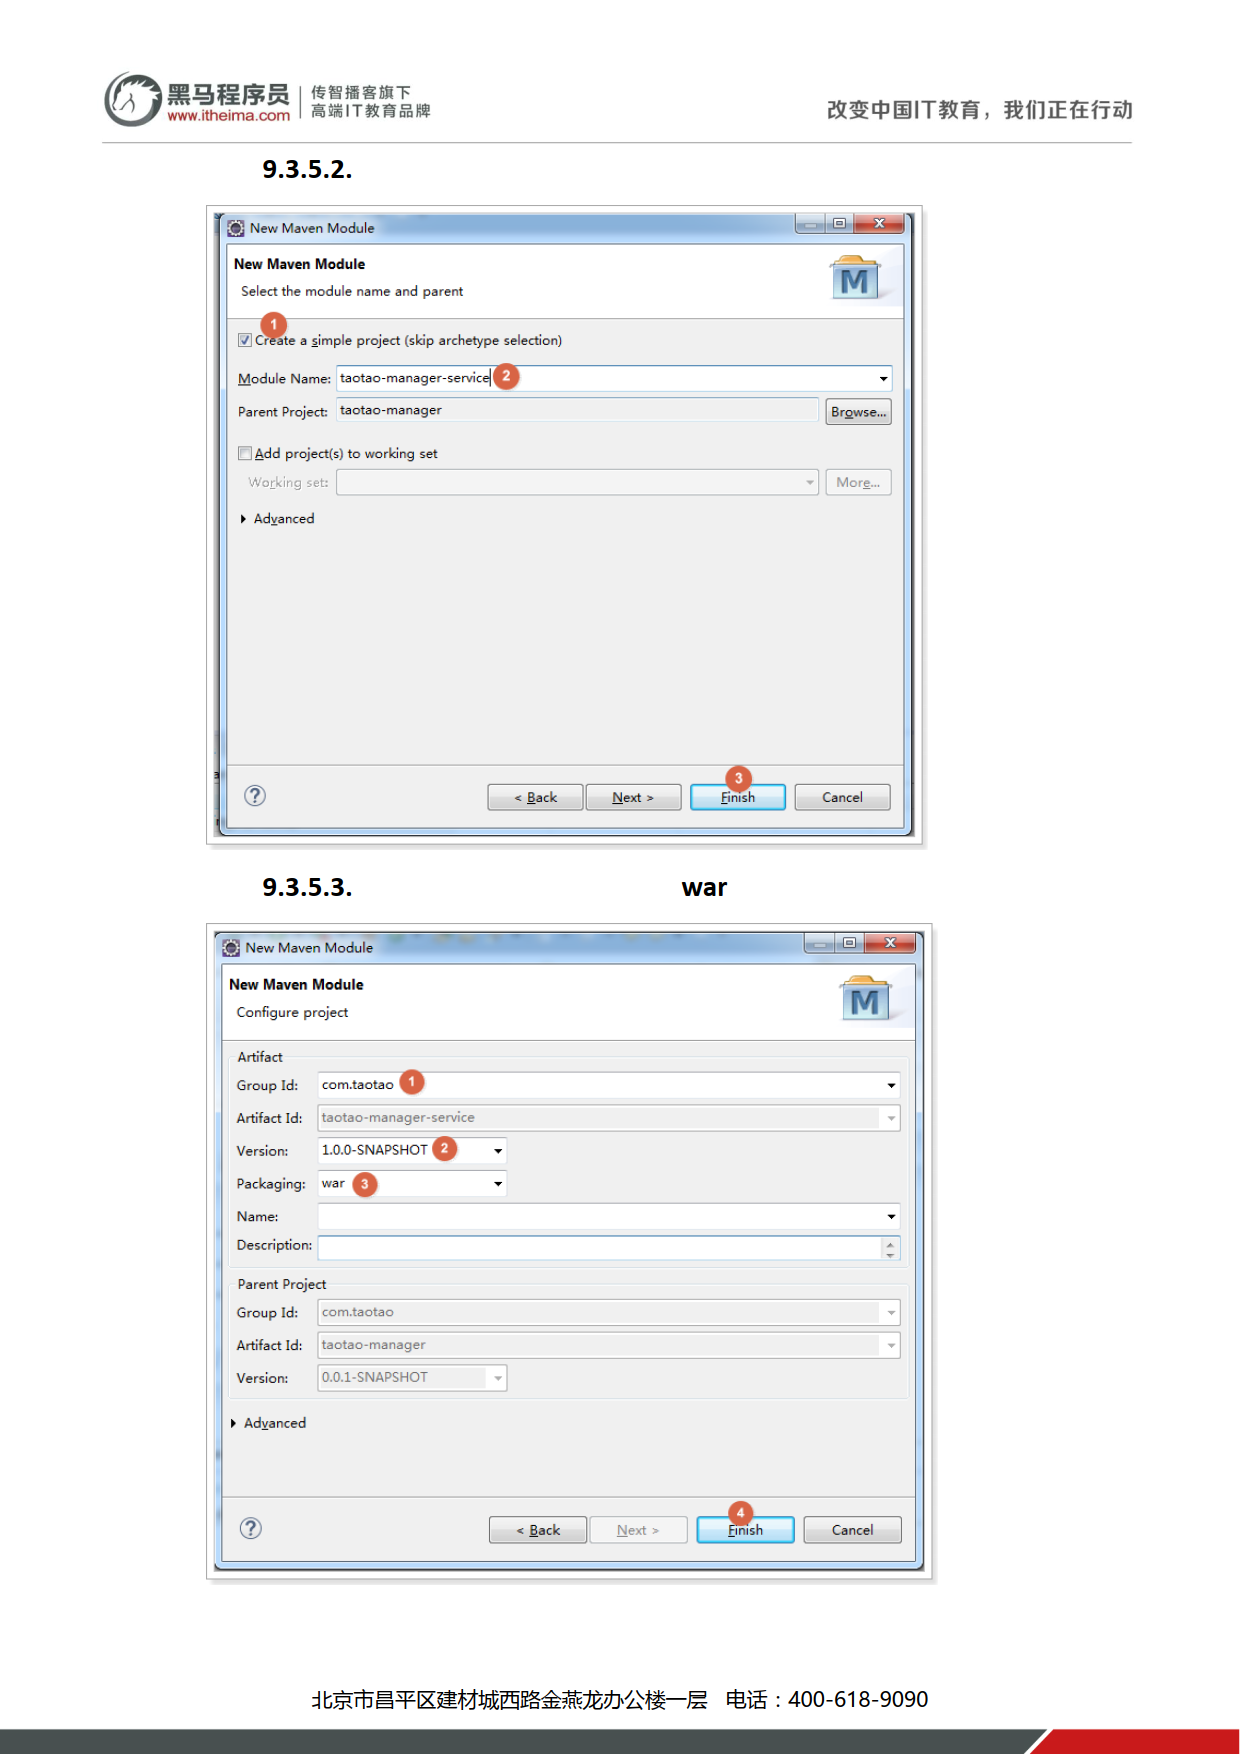 黑马程序员
www.itheima.com
传智播客旗下
高端IT教育品牌
改变中国IT教育，我们正在行动
9.3.5.2.
New Maven Module
New Maven Module
Select the module name and parent
1
Create a simple project (skip archetype selection)
Module Name: taotao-manager-service 2
Parent Project: taotao-manager Browse...
Add project(s) to working set
Working set: More...
Advanced
3
< Back Next > Finish Cancel
9.3.5.3. war
New Maven Module
New Maven Module
Configure project
Artifact
Group Id: com.taotao 1
Artifact Id: taotao-manager-service
Version: 1.0.0-SNAPSHOT 2
Packaging: war 3
Name:
Description:
Parent Project
Group Id: com.taotao
Artifact Id: taotao-manager
Version: 0.0.1-SNAPSHOT
Advanced
4
< Back Next > Finish Cancel
北京市昌平区建材城西路金燕龙办公楼一层 电话：400-618-9090